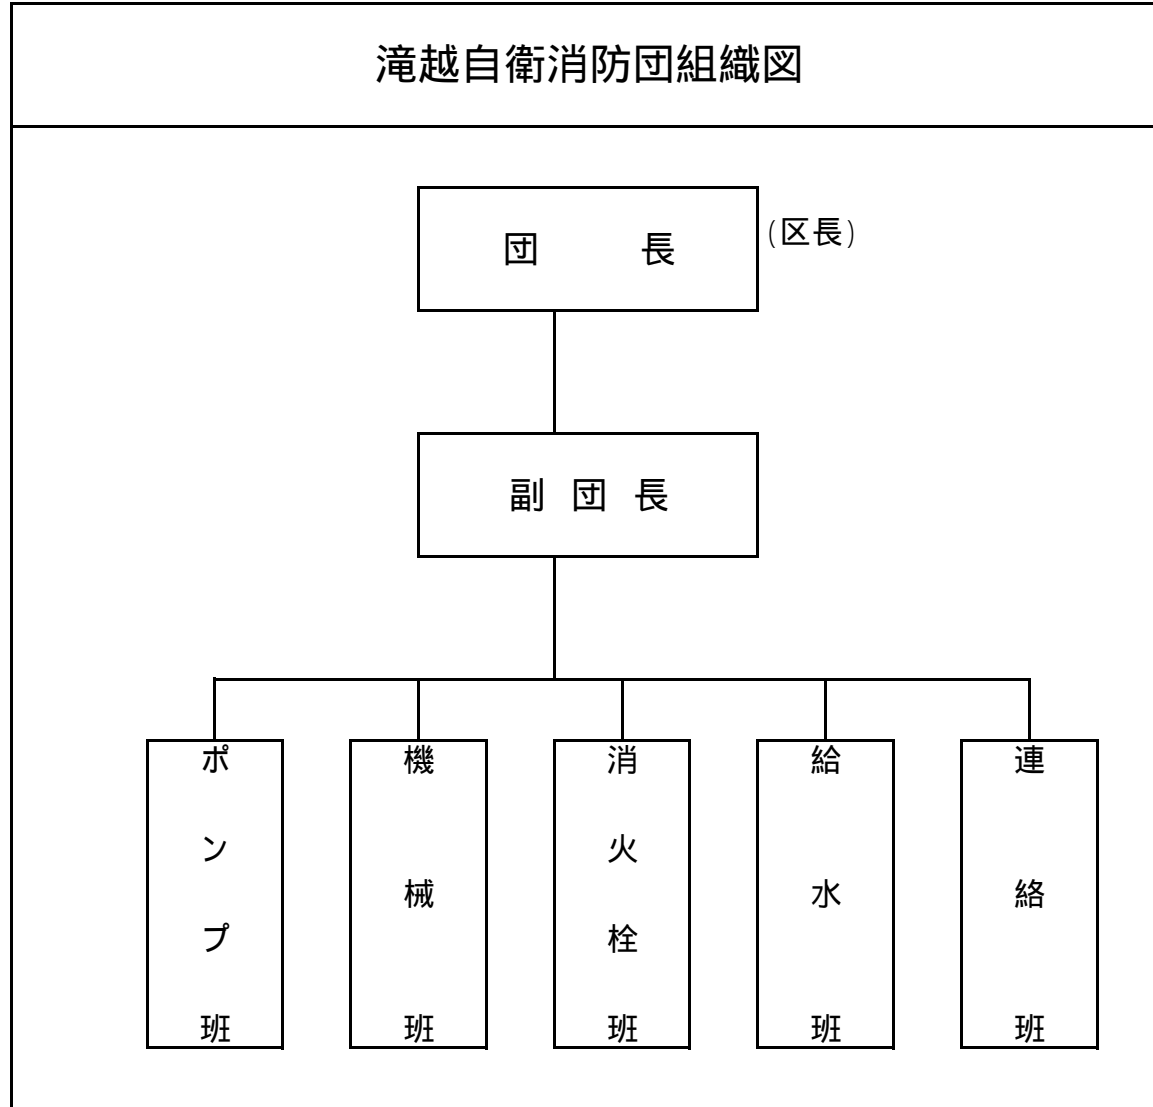 滝越自衛消防団組織図
団　　長
(区長)
副 団 長
ポンプ班
機械班
消火栓班
給水班
連絡班